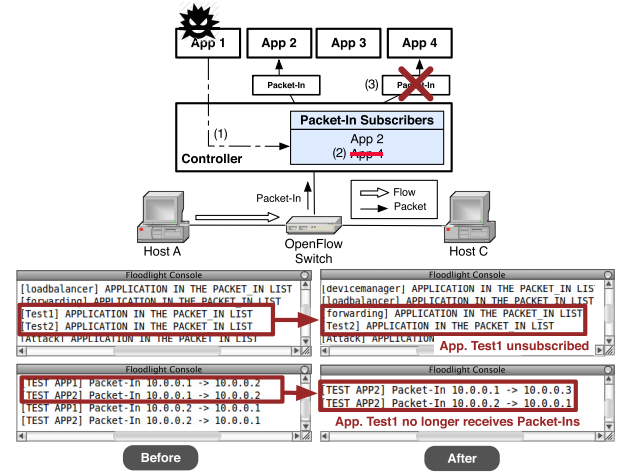 App 1
App 2
App 3
App 4
Packet-In
(3)
Packet-In
Packet-In Subscribers
(1)
App 2
(2) App 4
Controller
Packet-In
Flow
Packet
Host A
OpenFlow
Switch
Host C
Floodlight Console
[loadbalancer] APPLICATION IN THE PACKET_IN LIST
[forwarding] APPLICATION IN THE PACKET_IN LIST
[Test1] APPLICATION IN THE PACKET_IN LIST
[Test2] APPLICATION IN THE PACKET_IN LIST
[Attack] APPLICATION IN THE PACKET_IN LIST
Floodlight Console
[devicemanager] APPLICATION IN THE PACKET_IN LIST
[loadbalancer] APPLICATION IN THE PACKET_IN LIST
forwarding] APPLICATION IN THE PACKET_IN LIST
Test2] APPLICATION IN THE PACKET_IN LIST
[Attack] APPLICATION
App. Test1 unsubscribed
Floodlight Console
[TEST APP1] Packet-In 10.0.0.1 -> 10.0.0.2
[TEST APP2] Packet-In 10.0.0.1 -> 10.0.0.2
[TEST APP1] Packet-In 10.0.0.2 -> 10.0.0.1
[TEST APP2] Packet-In 10.0.0.2 -> 10.0.0.1
Floodlight Console
[TEST APP2] Packet-In 10.0.0.1 -> 10.0.0.3
[TEST APP2] Packet-In 10.0.0.2 -> 10.0.0.1
App. Test1 no longer receives Packet-Ins
Before
After